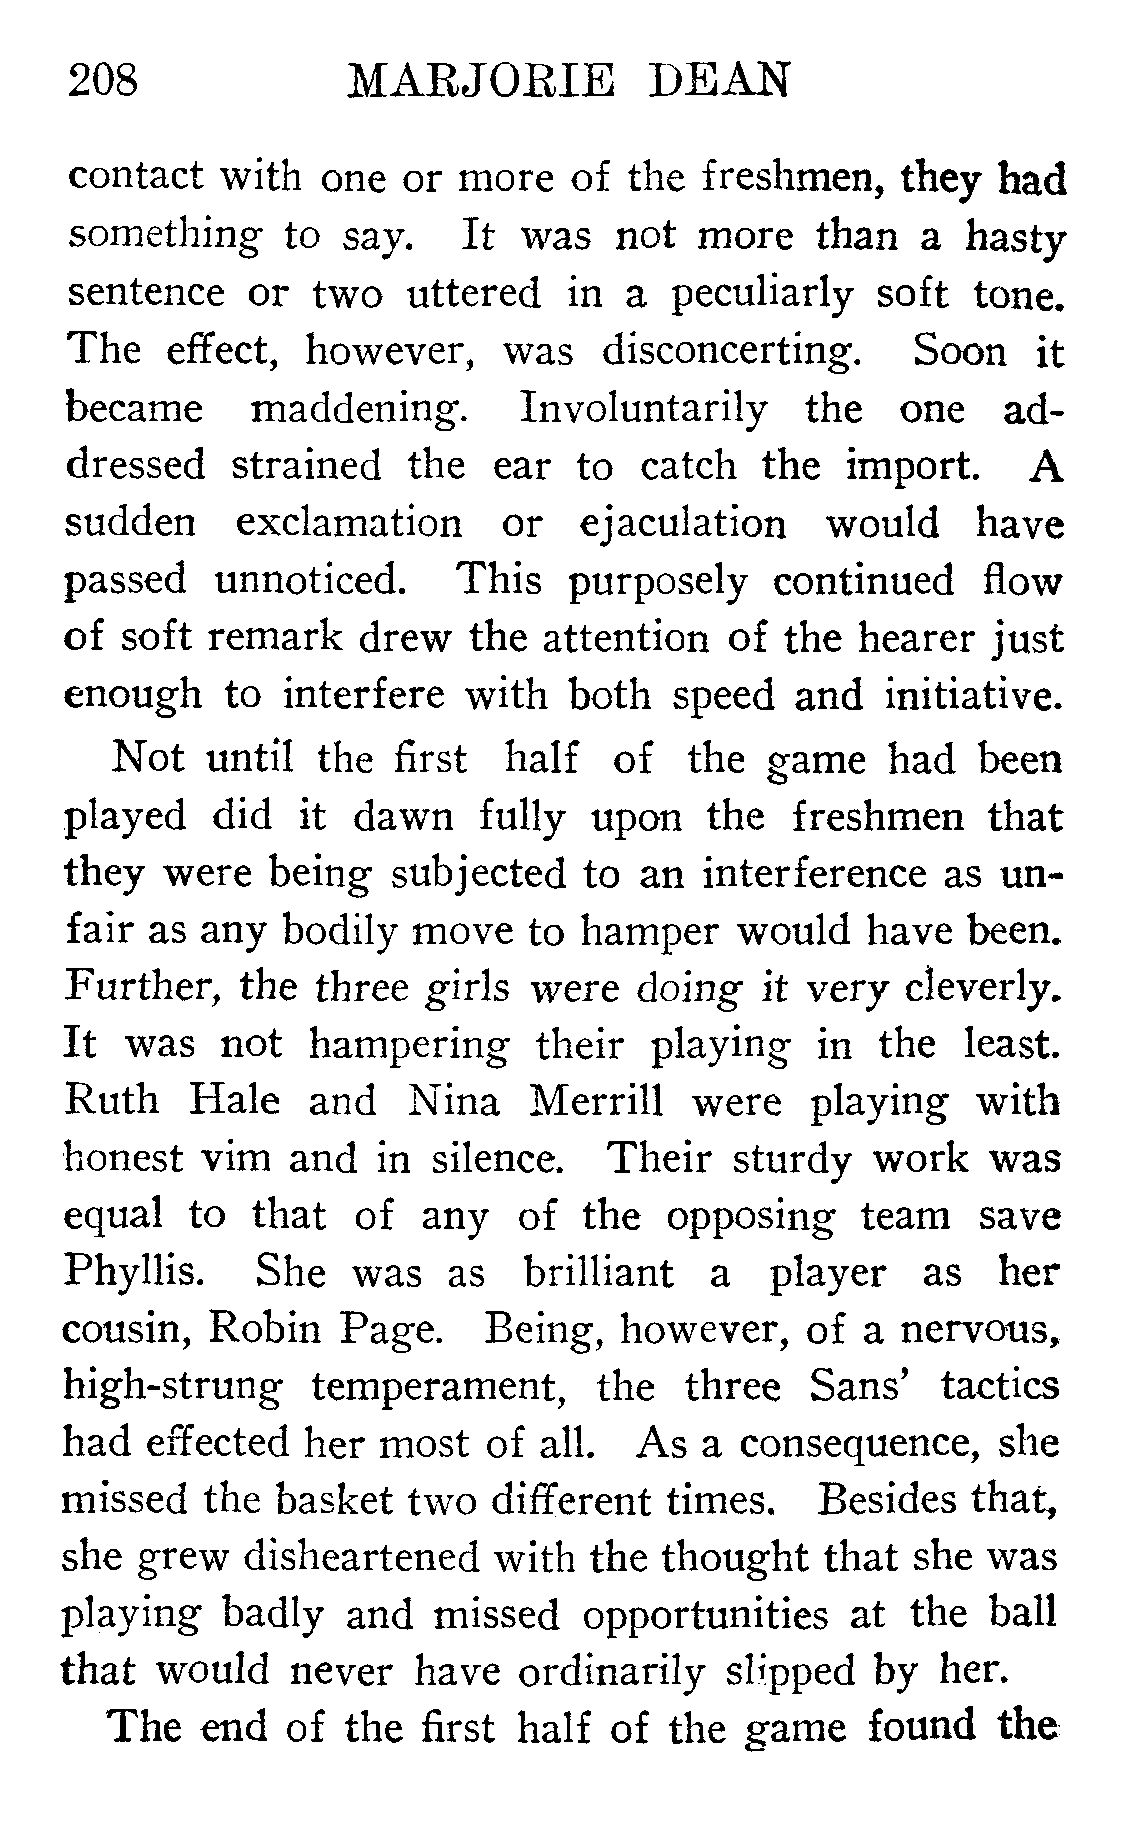 208 MARJORIE DEAN
contact with one or more of the freshmen, they had
something to say. It was not more than a hasty
sentence or two uttered in a peculiarly soft tone.
The effect, however, was disconcerting. Soon it
became maddening. Involuntarily the one ad-
dressed strained the ear to catch the import. A
sudden exclamation or ejaculation would have
passed unnoticed. This purposely continued flow
of soft remark drew the attention of the hearer just
enough to interfere with both speed and initiative.
Not until the first half of the game had been
played did it dawn fully upon the freshmen that
they were being subjected to an interference as un-
fair as any bodily move to hamper would have been.
Further, the three girls were doing it very cleverly.
It was not hampering their playing in the least.
Ruth Hale and Nina Merrill were playing with
honest vim and in silence. Their sturdy work was
equal to that of any of the opposing team save
Phyllis. She was as brilliant a player as her
cousin, Robin Page. Being, however, of a nervous,
high-strung temperament, the three Sans' tactics
had effected her most of all. As a consequence, she
missed the basket two different times. Besides that,
she grew disheartened with the thought that she was
playing badly and missed opportunities at the ball
that would never have ordinarily slipped by her.
The end of the first half of the game found the